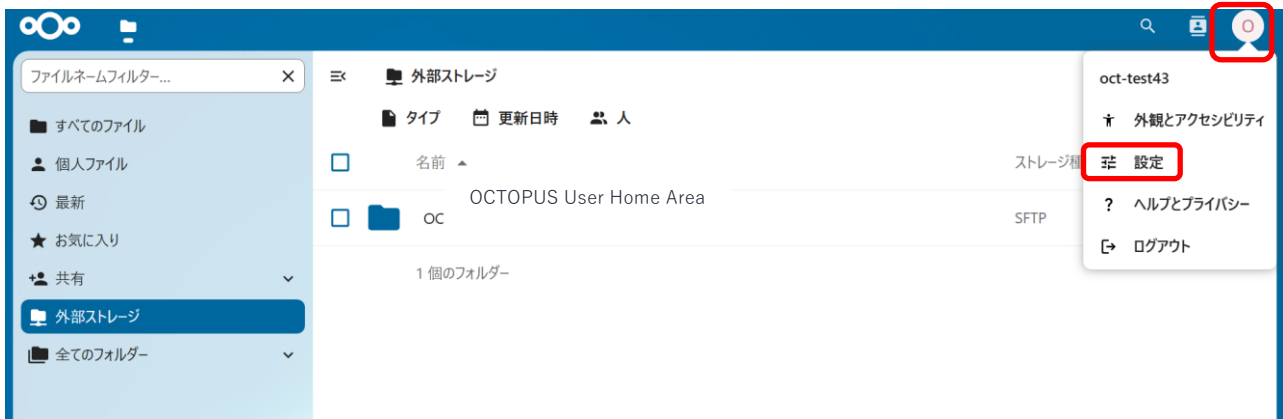 O
ファイルネームフィルター...
すべてのファイル
個人ファイル
最新
お気に入り
共有
外部ストレージ
全てのフォルダー
外部ストレージ
タイプ 更新日時 人
名前 ストレージ種
OC OCTOPUS User Home Area SFTP
1 個のフォルダー
oct-test43
外観とアクセシビリティ
設定
ヘルプとプライバシー
ログアウト